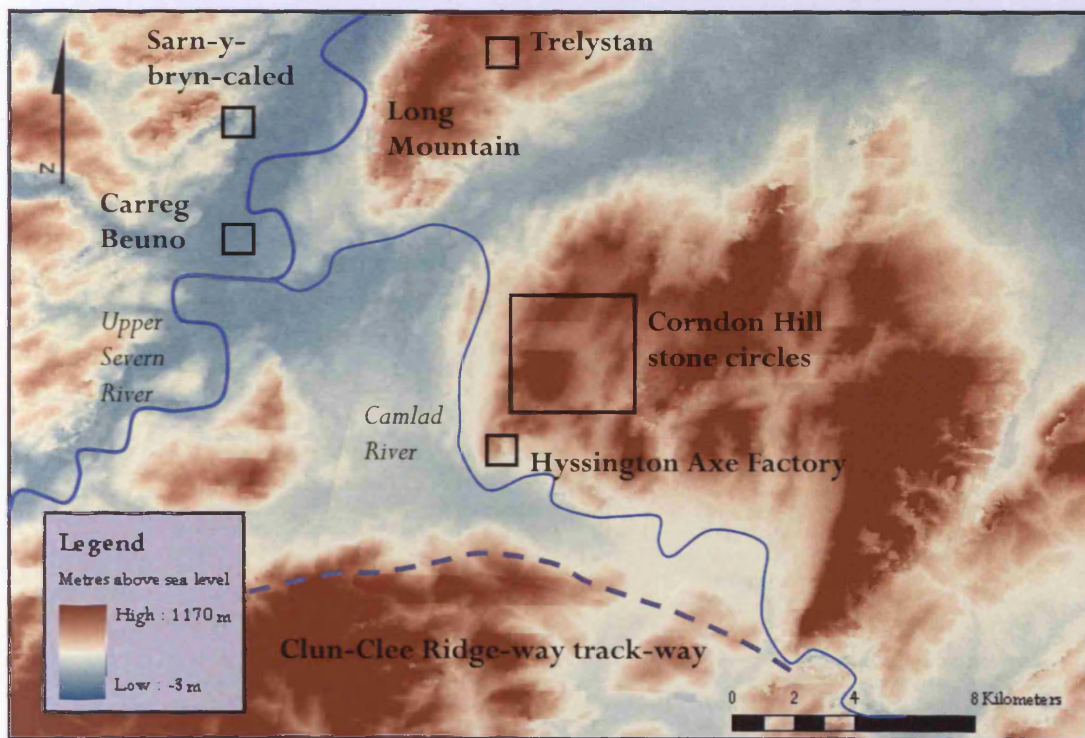 Sarn-y-
bryn-caled
Trelystan
Long
Mountain
N
Carreg
Beuno
Upper
Severn
River
Corndon Hill
stone circles
Camlad
River
Hyssington Axe Factory
Legend
Metres above sea level
High : 1170 m
Low : -3 m
Clun-Clee Ridge-way track-way
0 2 4 8 Kilometers